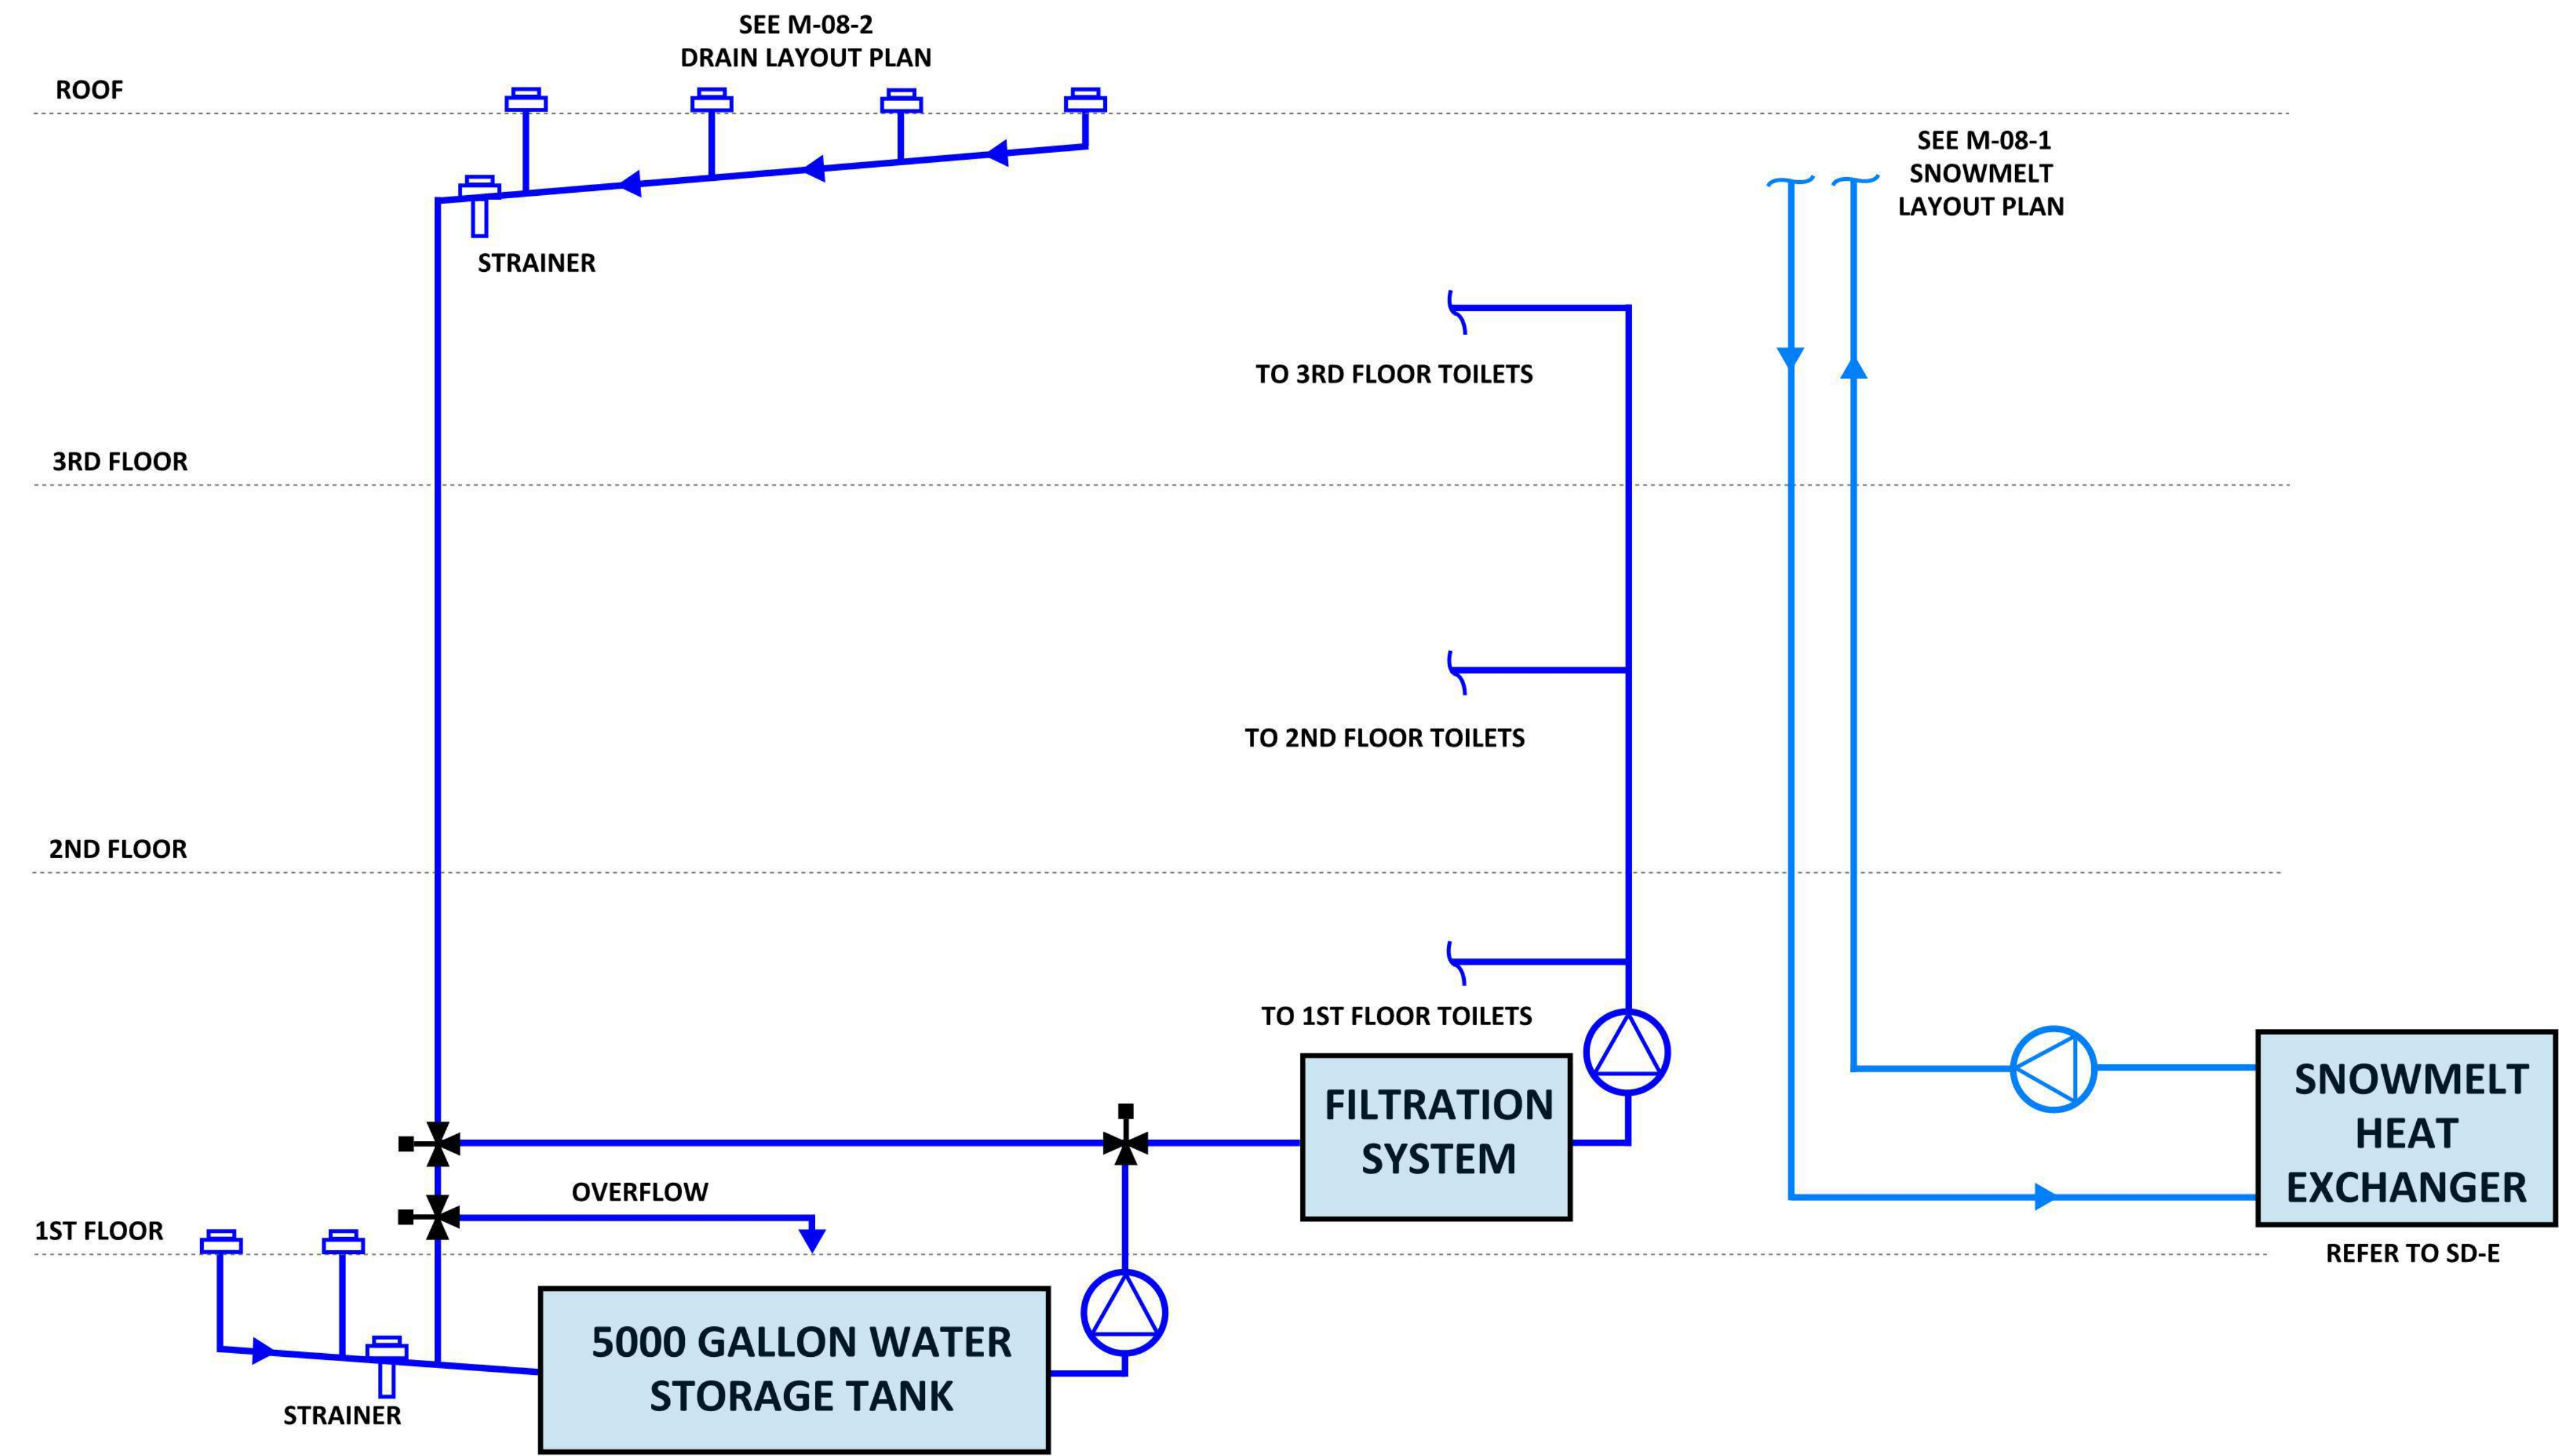 SEE M-08-2
DRAIN LAYOUT PLAN
ROOF
SEE M-08-1
SNOWMELT
LAYOUT PLAN
STRAINER
TO 3RD FLOOR TOILETS
3RD FLOOR
TO 2ND FLOOR TOILETS
2ND FLOOR
TO 1ST FLOOR TOILETS
FILTRATION
SYSTEM
SNOWMELT
HEAT
EXCHANGER
OVERFLOW
1ST FLOOR
REFER TO SD-E
5000 GALLON WATER
STORAGE TANK
STRAINER